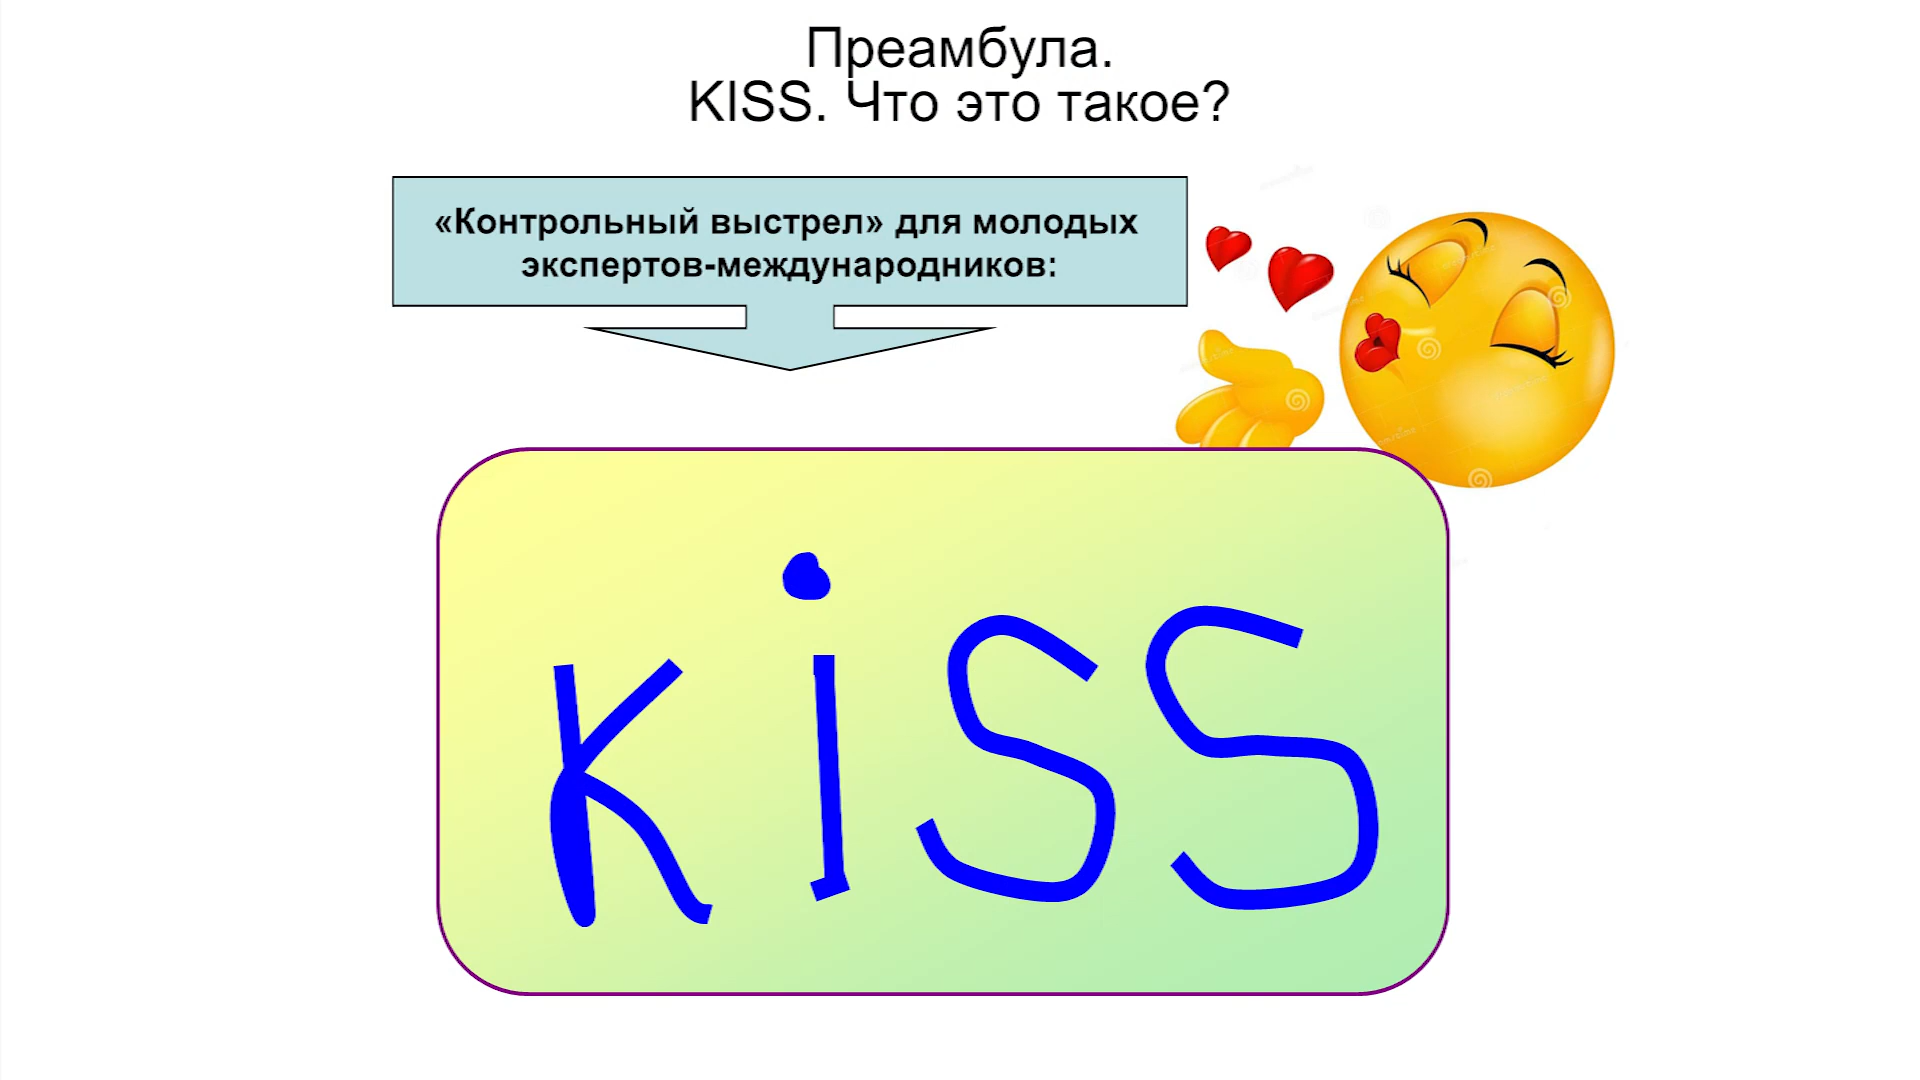 Преамбула.
KISS. Что это такое?
«Контрольный выстрел» для молодых
экспертов-международников:
Kiss